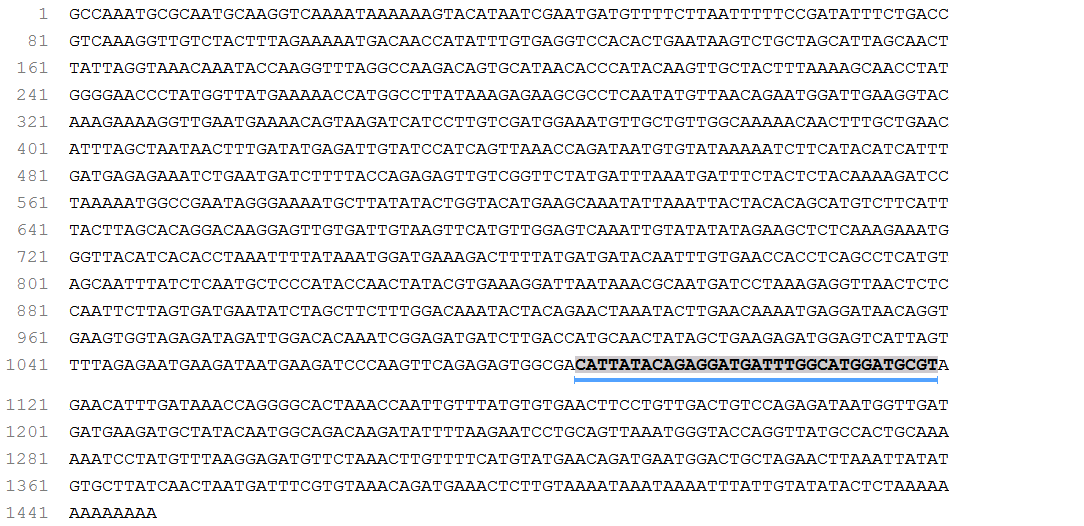 1 GCCAAATGCGCAATGCAAGGTCAAAATAAAAAAGTACATAATCGAATGATGTTTTCTTAATTTTTCCGATATTTCTGACC
81 GTCAAAGGTTGTCTACTTTAGAAAAATGACAACCATATTTGTGAGGTCCACACTGAATAAGTCTGCTAGCATTAGCAACT
161 TATTAGGTAAACAAATACCAAGGTTTAGGCCAAGACAGTGCATAACACCCATACAAGTTGCTACTTTAAAAGCAACCTAT
241 GGGGAACCCTATGGTTATGAAAAACCATGGCCTTATAAAGAGAAGCGCCTCAATATGTTAACAGAATGGATTGAAGGTAC
321 AAAGAAAAGGTTGAATGAAAACAGTAAGATCATCCTTGTCGATGGAAATGTTGCTGTTGGCAAAAACAACTTTGCTGAAC
401 ATTTAGCTAATAACTTTGATATGAGATTGTATCCATCAGTTAAACCAGATAATGTGTATAAAAATCTTCATACATCATTT
481 GATGAGAGAAATCTGAATGATCTTTTACCAGAGAGTTGTCGGTTCTATGATTTAAATGATTTCTACTCTACAAAAGATCC
561 TAAAAATGGCCGAATAGGGAAAATGCTTATATACTGGTACATGAAGCAAATATTAAATTACTACACAGCATGTCTTCATT
641 TACTTAGCACAGGACAAGGAGTTGTGATTGTAAGTTCATGTTGGAGTCAAATTGTATATATAGAAGCTCTCAAAGAAATG
721 GGTTACATCACACCTAAATTTTATAAATGGATGAAAGACTTTTATGATGATACAATTTGTGAACCACCTCAGCCTCATGT
801 AGCAATTTATCTCAATGCTCCCATACCAACTATACGTGAAAGGATTAATAAACGCAATGATCCTAAAGAGGTTAACTCTC
881 CAATTCTTAGTGATGAATATCTAGCTTCTTTGGACAAATACTACAGAACTAAATACTTGAACAAAATGAGGATAACAGGT
961 GAAGTGGTAGAGATAGATTGGACACAAATCGGAGATGATCTTGACCATGCAACTATAGCTGAAGAGATGGAGTCATTAGT
1041 TTTAGAGAATGAAGATAATGAAGATCCCAAGTTCAGAGAGTGGCGACATTATACAGAGGATGATTTGGCATGGATGCGTA
1121 GAACATTTGATAAACCAGGGGCACTAAACCAATTGTTTATGTGTGAACTTCCTGTTGACTGTCCAGAGATAATGGTTGAT
1201 GATGAAGATGCTATACAATGGCAGACAAGATATTTTAAGAATCCTGCAGTTAAATGGGTACCAGGTTATGCCACTGCAAA
1281 AAATCCTATGTTTAAGGAGATGTTCTAAACTTGTTTTCATGTATGAACAGATGAATGGACTGCTAGAACTTAAATTATAT
1361 GTGCTTATCAACTAATGATTTCGTGTAAACAGATGAAACTCTTGTAAAATAAATAAAATTTATTGTATATACTCTAAAAA
1441 AAAAAAAA